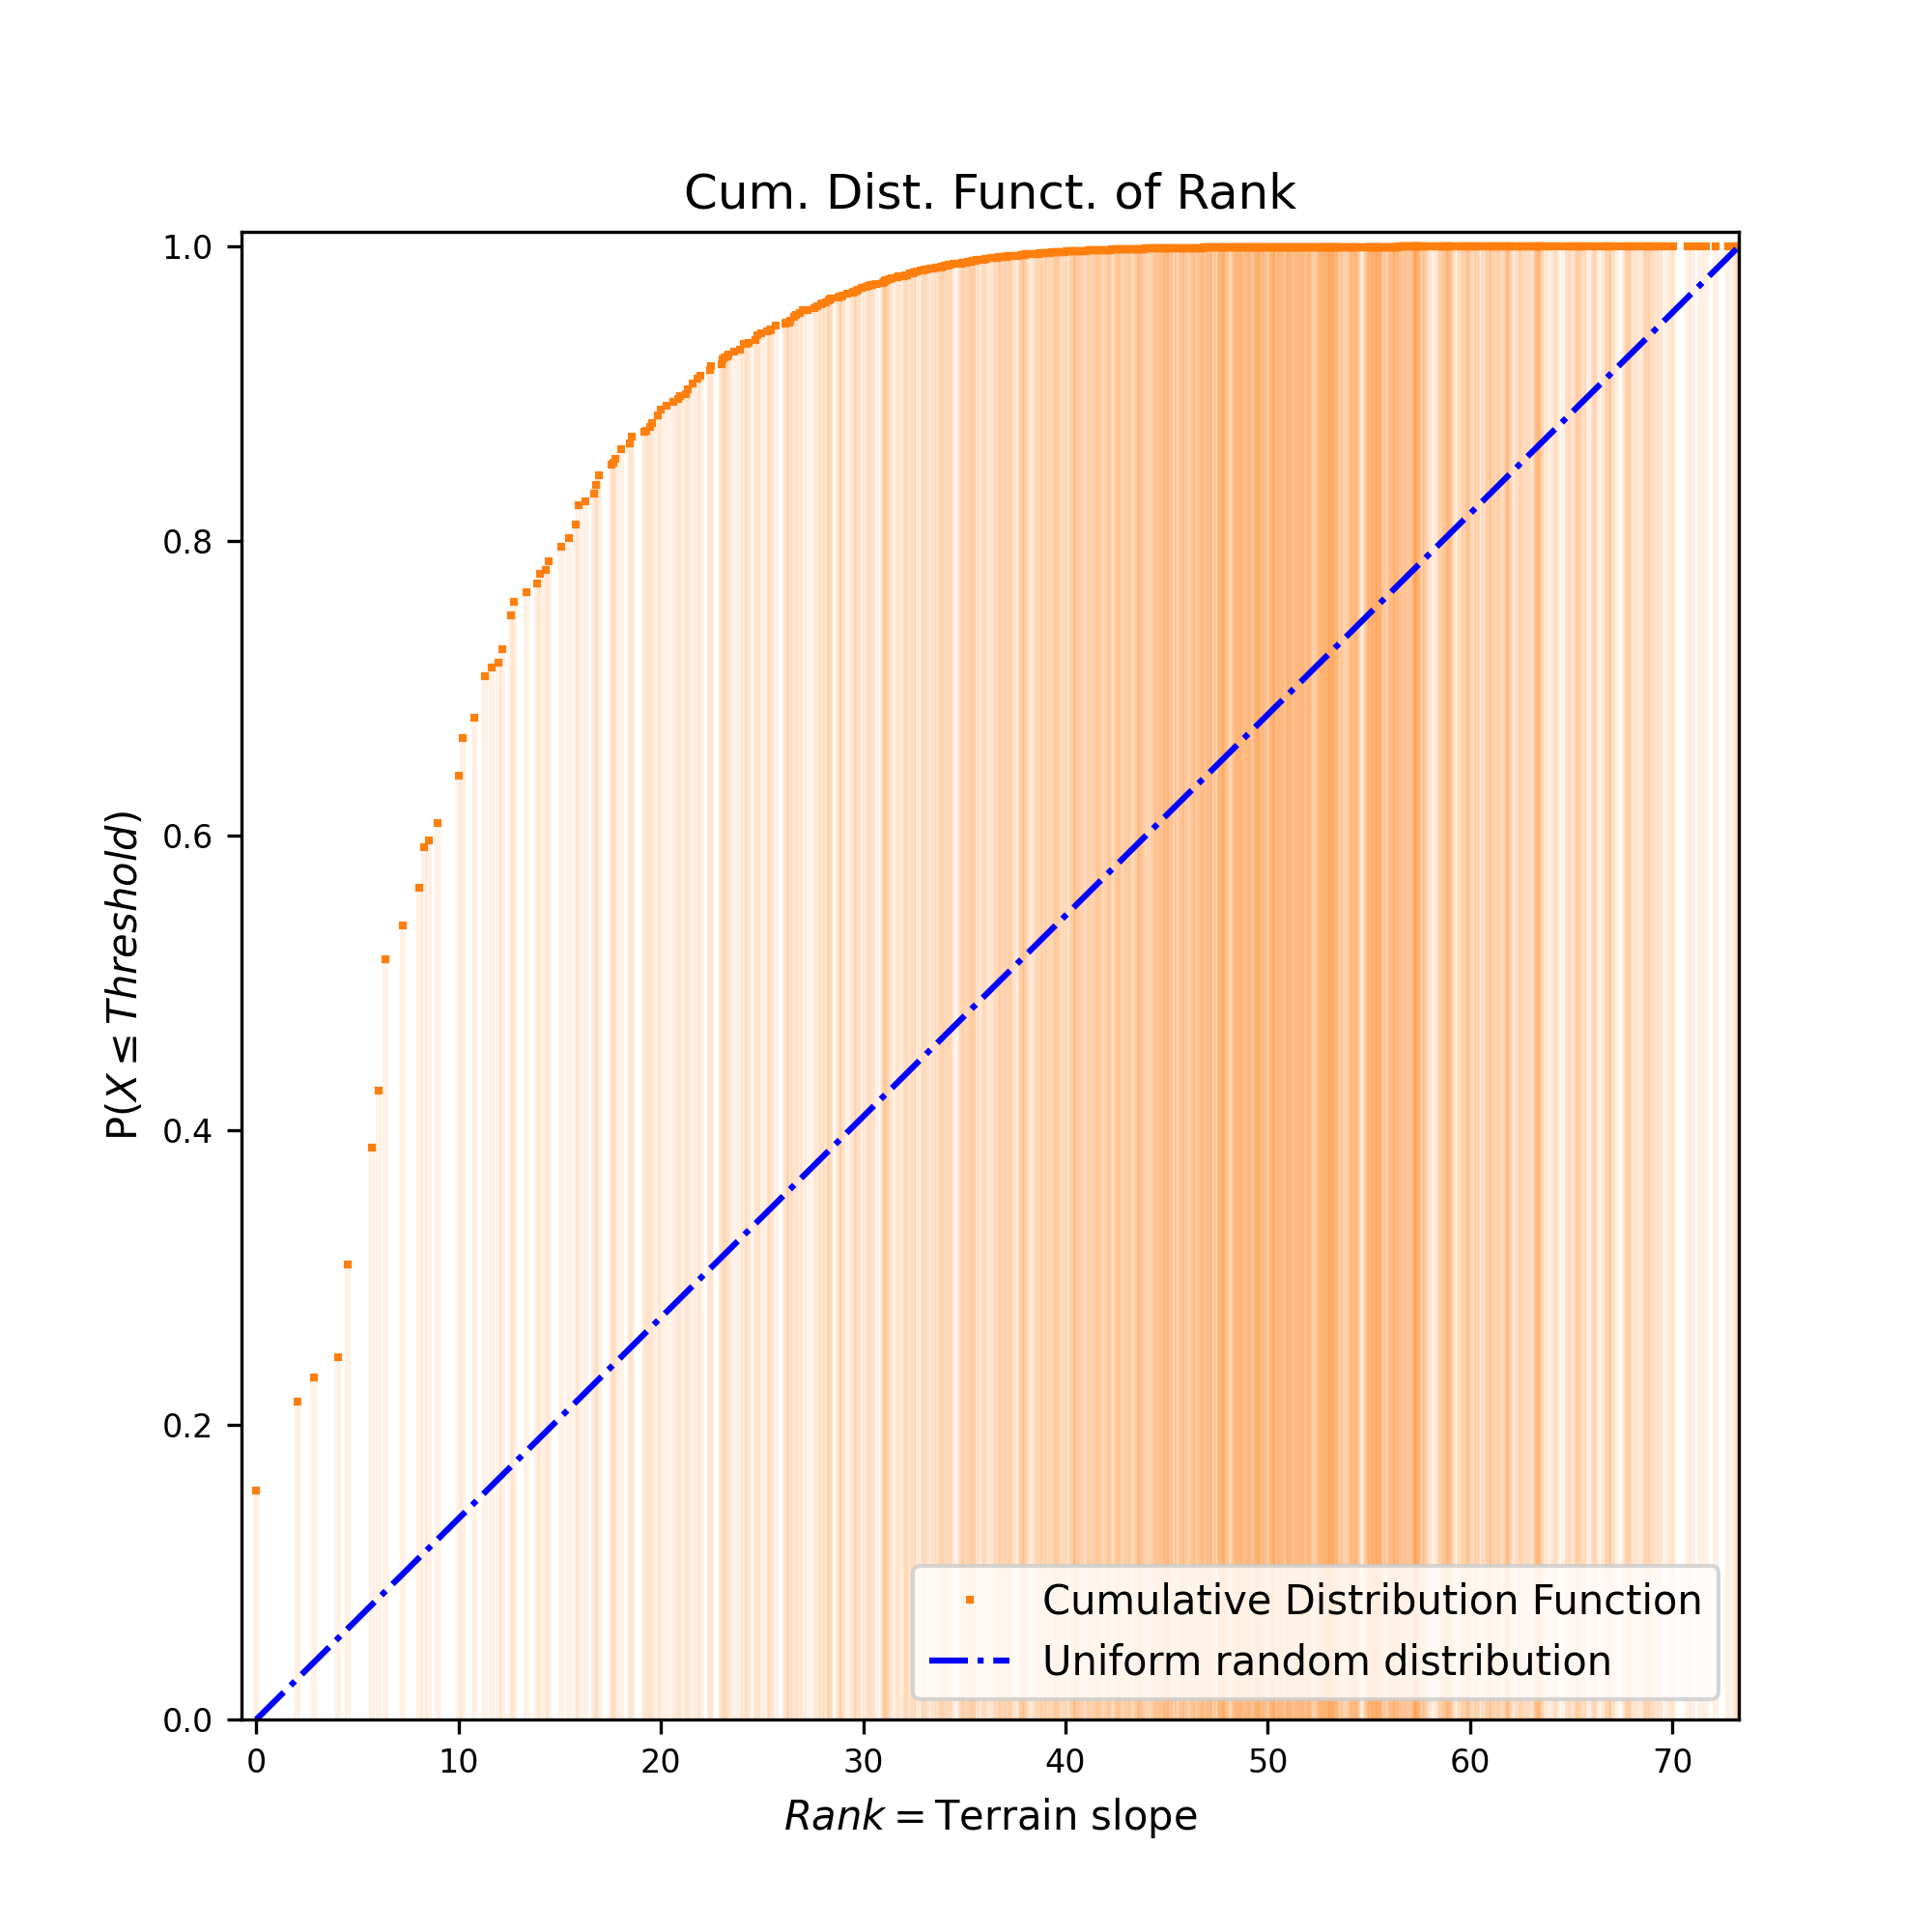 Cum. Dist. Funct. of Rank
1.0
0.8
0.6
0.4
0.2
0.0
P(X ≤ Threshold)
0 10 20 30 40 50 60 70
Rank = Terrain slope
Cumulative Distribution Function
Uniform random distribution